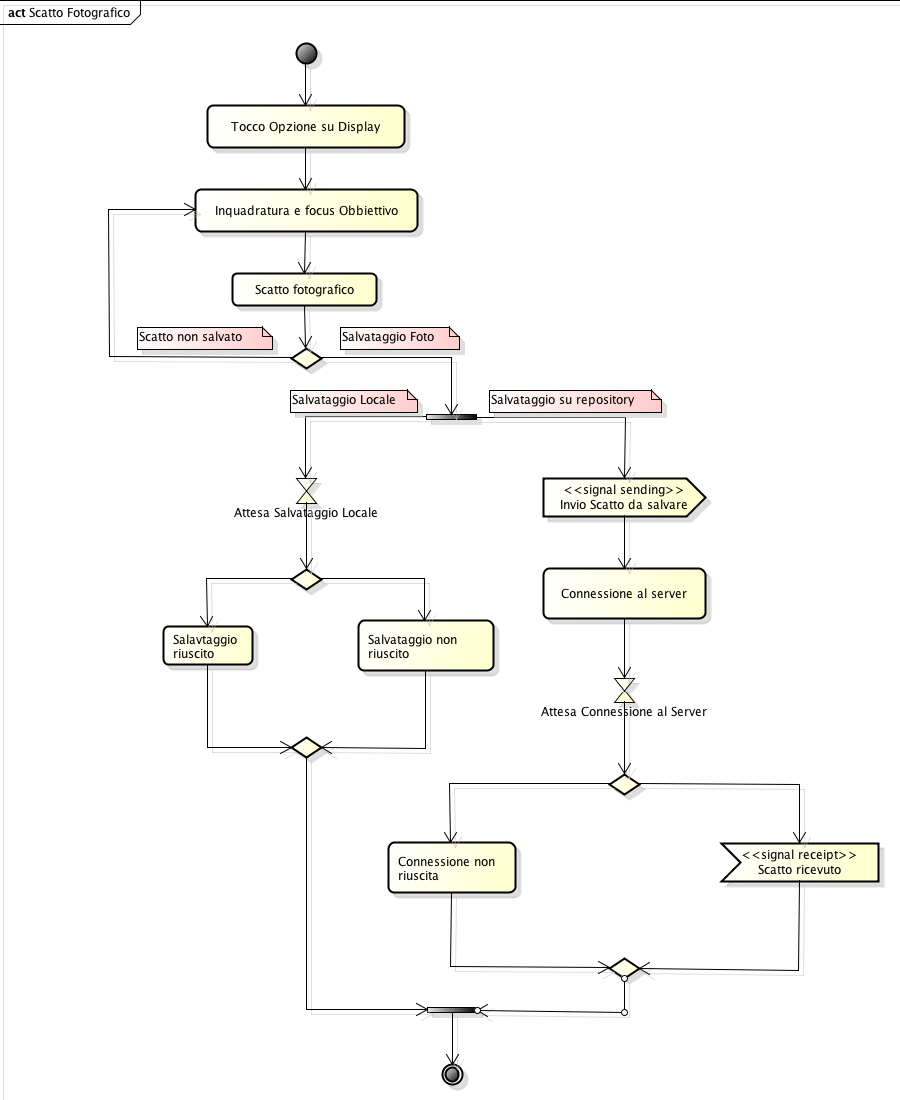 act Scatto Fotografico
Tocco Opzione su Display
Inquadratura e focus Obbiettivo
Scatto fotografico
Scatto non salvato
Salvataggio Foto
Salvataggio Locale
Salvataggio su repository
<<signal sending>>
Invio Scatto da salvare
Attesa Salvataggio Locale
Connessione al server
Salavtaggio
riuscito
Salvataggio non
riuscito
Attesa Connessione al Server
Connessione non
riuscita
<<signal receipt>>
Scatto ricevuto